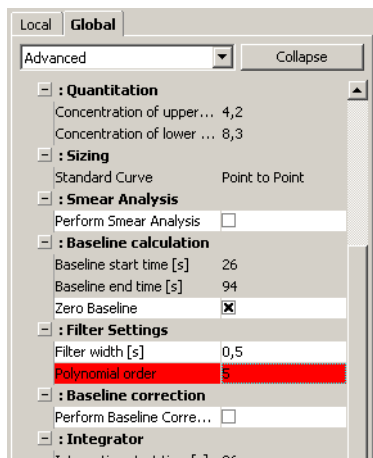 Local Global
Advanced Collapse
: Quantitation
Concentration of upper... 4,2
Concentration of lower ... 8,3
: Sizing
Standard Curve Point to Point
: Smear Analysis
Perform Smear Analysis
: Baseline calculation
Baseline start time [s] 26
Baseline end time [s] 94
Zero Baseline
: Filter Settings
Filter width [s] 0,5
Polynomial order 5
: Baseline correction
Perform Baseline Corre...
: Integrator